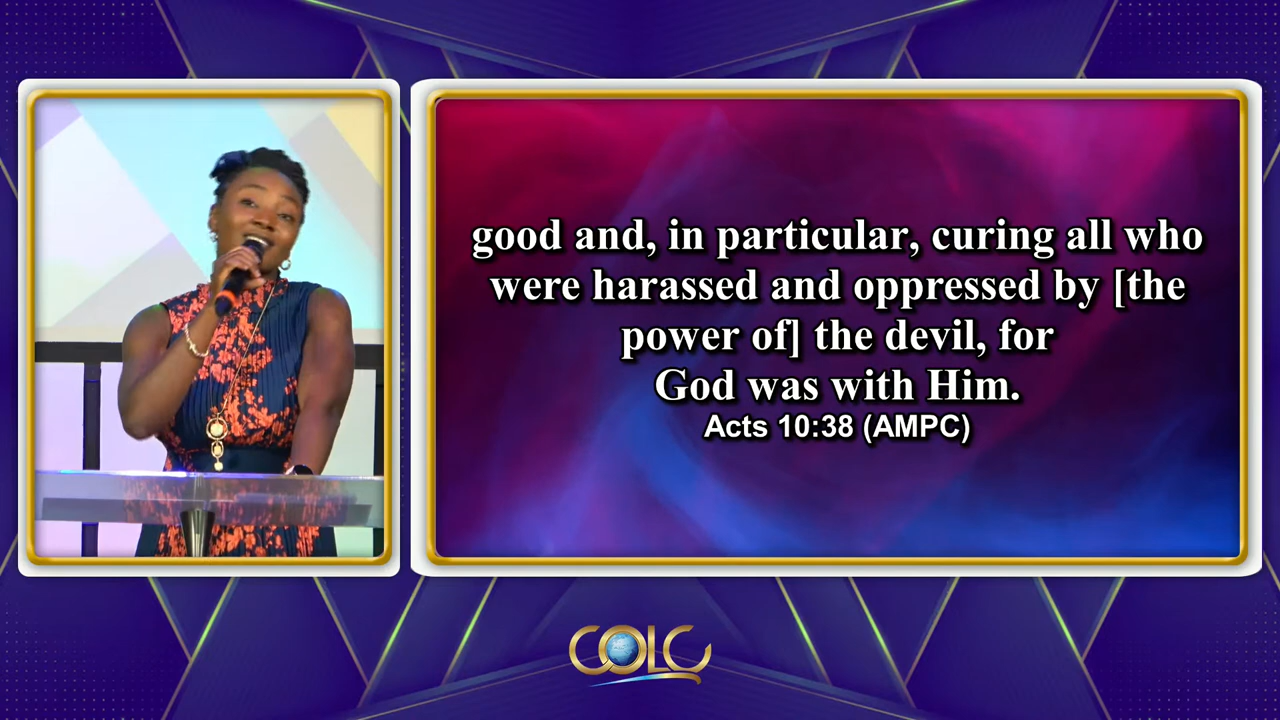 good and, in particular, curing all who
were harassed and oppressed by [the
power of] the devil, for
God was with Him.
Acts 10:38 (AMPC)
COLC